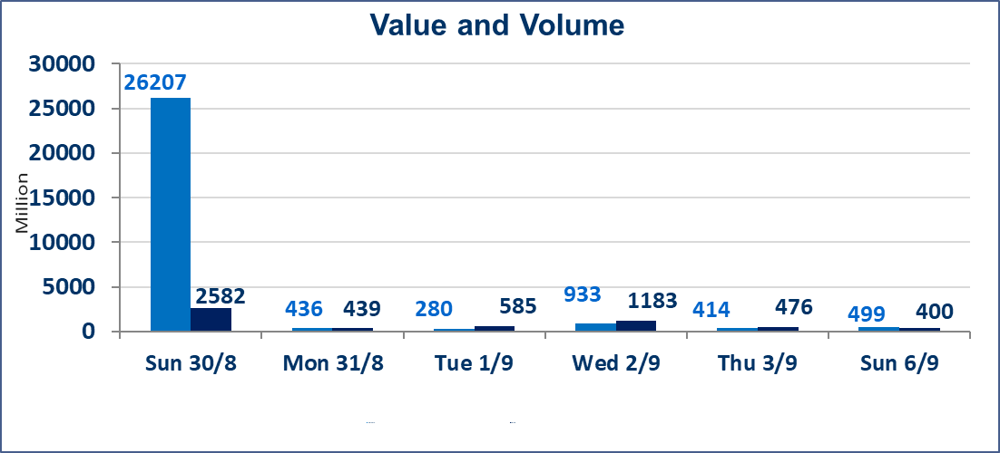 Value and Volume
Million
30000
25000
20000
15000
10000
5000
0
26207
2582
436
439
280
585
933
1183
414
476
499
400
Sun 30/8
Mon 31/8
Tue 1/9
Wed 2/9
Thu 3/9
Sun 6/9